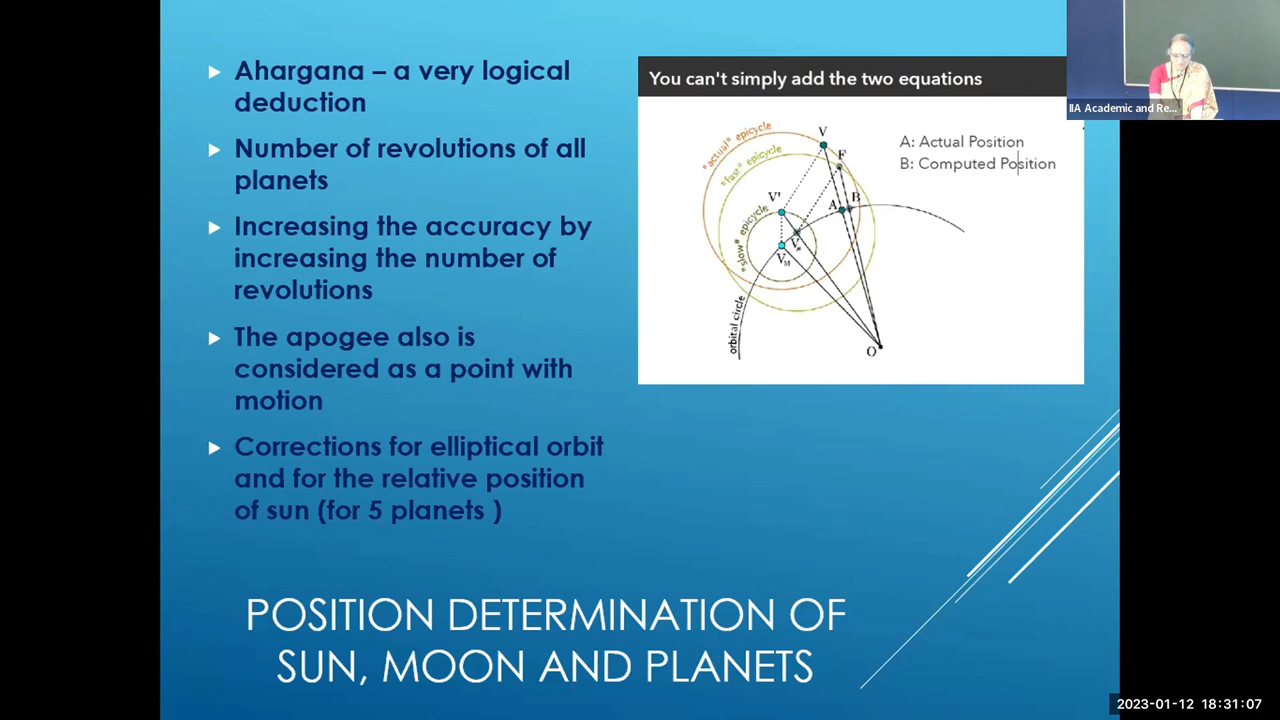 Ahargana – a very logical
deduction
Number of revolutions of all
planets
Increasing the accuracy by
increasing the number of
revolutions
The apogee also is
considered as a point with
motion
Corrections for elliptical orbit
and for the relative position
of sun (for 5 planets )
You can't simply add the two equations
A: Actual Position
B: Computed Position
"actual" epicycle
"fast" epicycle
"slow" epicycle
orbital circle
V
F
V'
A
B
V
V_M
O
POSITION DETERMINATION OF
SUN, MOON AND PLANETS
IIA Academic and Re...
2023-01-12 18:31:07